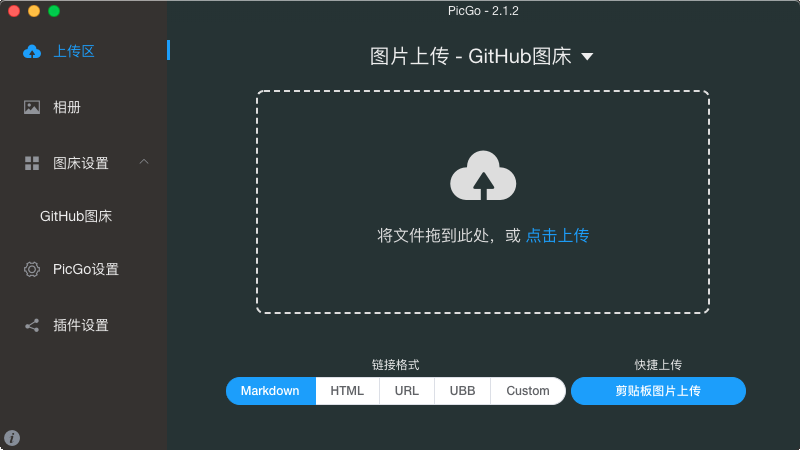 PicGo - 2.1.2
上传区
相册
图床设置
GitHub图床
PicGo设置
插件设置
图片上传 - GitHub图床
将文件拖到此处，或 点击上传
链接格式
Markdown HTML URL UBB Custom
快捷上传
剪贴板图片上传